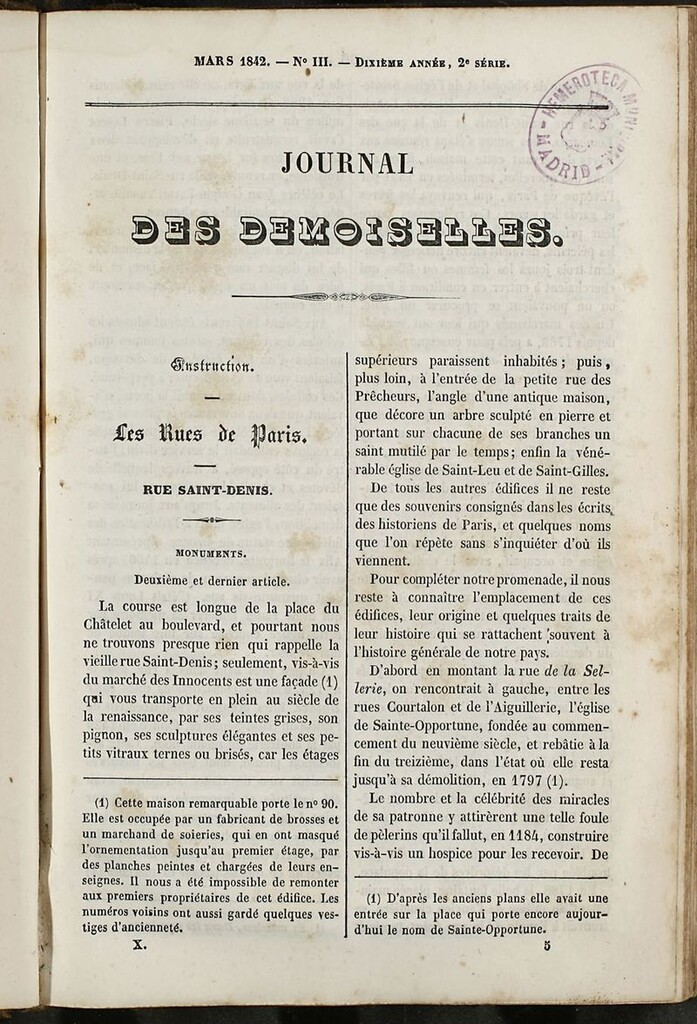 MARS 1842. — No III. — DIXIÈME ANNÉE, 2e SÉRIE.
HEMEROTECA
MADRID
JOURNAL
DES DEMOISELLES.
Instruction.
Les Rues de Paris.
RUE SAINT-DENIS.
MONUMENTS.
Deuxième et dernier article.
La course est longue de la place du
Châtelet au boulevard, et pourtant nous
ne trouvons presque rien qui rappelle la
vieille rue Saint-Denis; seulement, vis-à-vis
du marché des Innocents est une façade (1)
qui vous transporte en plein au siècle de
la renaissance, par ses teintes grises, son
pignon, ses sculptures élégantes et ses pe-
tits vitraux ternes ou brisés, car les étages
(1) Cette maison remarquable porte le no 90.
Elle est occupée par un fabricant de brosses et
un marchand de soieries, qui en ont masqué
l'ornementation jusqu'au premier étage, par
des planches peintes et chargées de leurs en-
seignes. Il nous a été impossible de remonter
aux premiers propriétaires de cet édifice. Les
numéros voisins ont aussi gardé quelques ves-
tiges d'ancienneté.
X.
supérieurs paraissent inhabités; puis,
plus loin, à l'entrée de la petite rue des
Prêcheurs, l'angle d'une antique maison,
que décore un arbre sculpté en pierre et
portant sur chacune de ses branches un
saint mutilé par le temps; enfin la véné-
rable église de Saint-Leu et de Saint-Gilles.
De tous les autres édifices il ne reste
que des souvenirs consignés dans les écrits
des historiens de Paris, et quelques noms
que l'on répète sans s'inquiéter d'où ils
viennent.
Pour compléter notre promenade, il nous
reste à connaître l'emplacement de ces
édifices, leur origine et quelques traits de
leur histoire qui se rattachent souvent à
l'histoire générale de notre pays.
D'abord en montant la rue de la Sel-
lerie, on rencontrait à gauche, entre les
rues Courtalon et de l'Aiguillerie, l'église
de Sainte-Opportune, fondée au commen-
cement du neuvième siècle, et rebâtie à la
fin du treizième, dans l'état où elle resta
jusqu'à sa démolition, en 1797 (1).
Le nombre et la célébrité des miracles
de sa patronne y attirèrent une telle foule
de pèlerins qu'il fallut, en 1184, construire
vis-à-vis un hospice pour les recevoir. De
(1) D'après les anciens plans elle avait une
entrée sur la place qui porte encore aujour-
d'hui le nom de Sainte-Opportune.
5